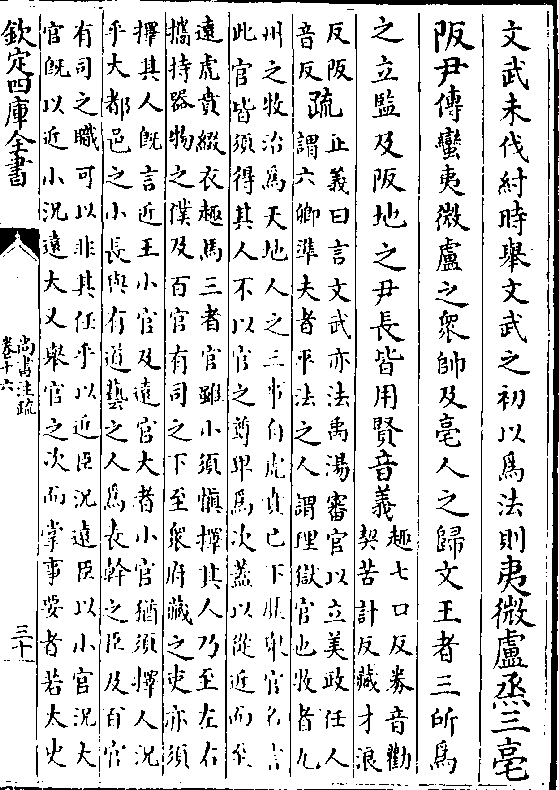 文武未伐紂時舉文武之初以爲法則夷微盧烝三亳
阪尹傳蠻夷微盧之衆帥及亳人之歸文王者三所爲
之立監及阪地之尹長皆用賢音義趣七口反券音勸
契苦計反藏才浪
反阪
音反疏正義曰言文武亦法禹湯審官以立美政任人
謂六卿準夫者平法之人謂理獄官也牧者九
州之牧治爲天地人之三事自虎賁已下歷舉官名言
此官皆須得其人不以官之尊卑爲次蓋以從近而至
遠虎賁綴衣趣馬三者官雖小須慎擇其人乃至左右
攜持器物之僕及百官有司之下至衆府藏之吏亦須
擇其人既言近王小官及遠官大者小官猶須擇人況
乎大都邑之小長與有道藝之人爲表幹之臣及百官
有司之職可以非其任乎以近臣況遠臣以小官況大
官既以近小況遠大又舉官之次而掌事要者若太史
欽定四庫全書
尚書注疏
卷十六
三十